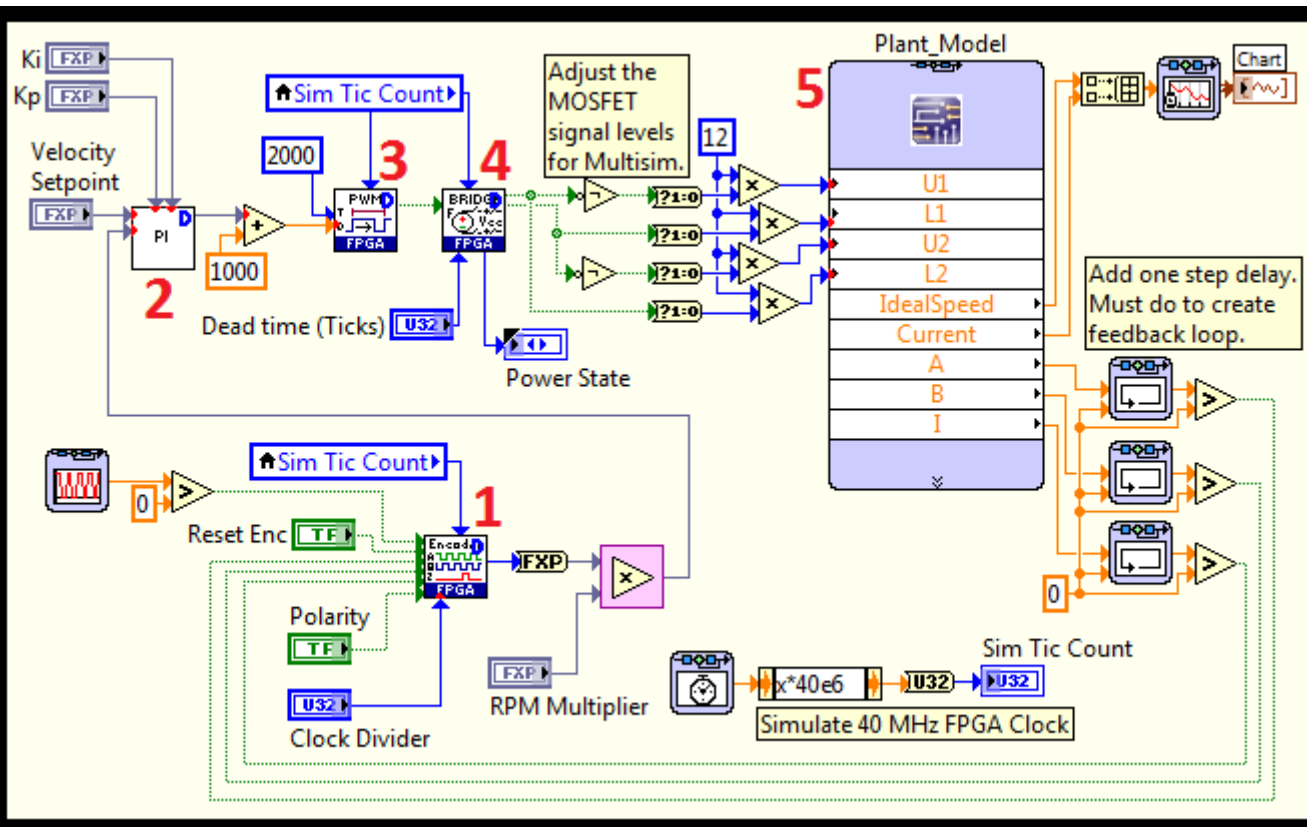 Ki FXP
Kp FXP
Velocity
Setpoint
FXP
PI
2
1000
Sim Tic Count
2000
3
PWM
T
D
FPGA
4
BRIDGE
FPGA
Dead time (Ticks) U32
Power State
Adjust the
MOSFET
signal levels
for Multisim.
12
?1:0
?1:0
?1:0
?1:0
5
Plant_Model
U1
L1
U2
L2
IdealSpeed
Current
A
B
I
Chart
Add one step delay.
Must do to create
feedback loop.
0
0
Sim Tic Count
1
Reset Enc TF
Encod
A
B
Z
FPGA
FXP
Polarity
TF
U32
Clock Divider
FXP
RPM Multiplier
x*40e6
U32
Sim Tic Count
U32
Simulate 40 MHz FPGA Clock